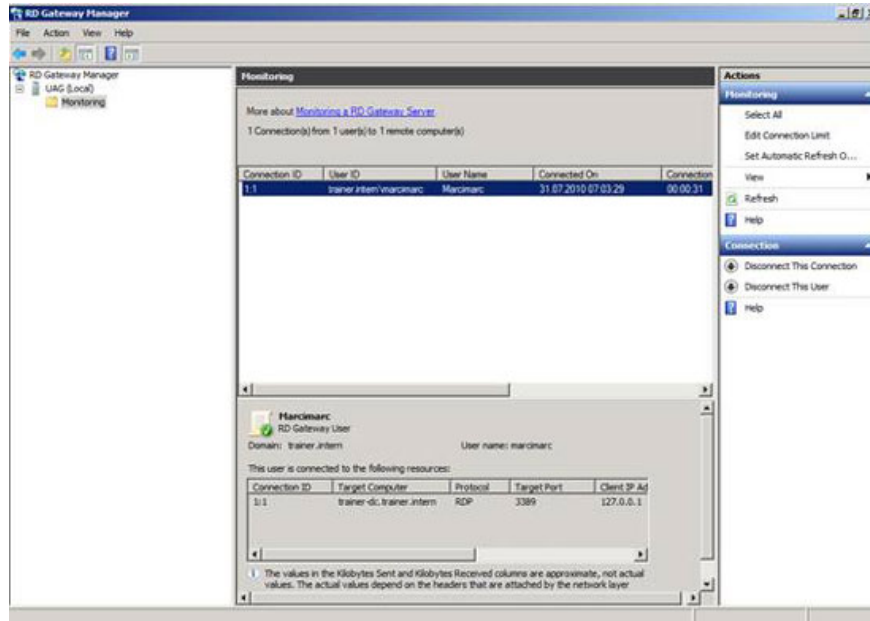 RD Gateway Manager
File Action View Help
RD Gateway Manager
UAG (Local)
Monitoring
Monitoring
More about Monitoring a RD Gateway Server
1 Connection(s) from 1 user(s) to 1 remote computer(s)
Connection ID User ID User Name Connected On Connection
1:1 trainer.intern\marcimarc Marcimarc 31.07.2010 07:03:29 00:00:31
Marcimarc
RD Gateway User
Domain: trainer.intern User name: marcimarc
This user is connected to the following resources:
Connection ID Target Computer Protocol Target Port Client IP Ad
1:1 trainer-dc.trainer.intern RDP 3389 127.0.0.1
The values in the Kilobytes Sent and Kilobytes Received columns are approximate, not actual
values. The actual values depend on the headers that are attached by the network layer
Actions
Monitoring
Select All
Edit Connection Limit
Set Automatic Refresh O...
View
Refresh
Help
Connection
Disconnect This Connection
Disconnect This User
Help